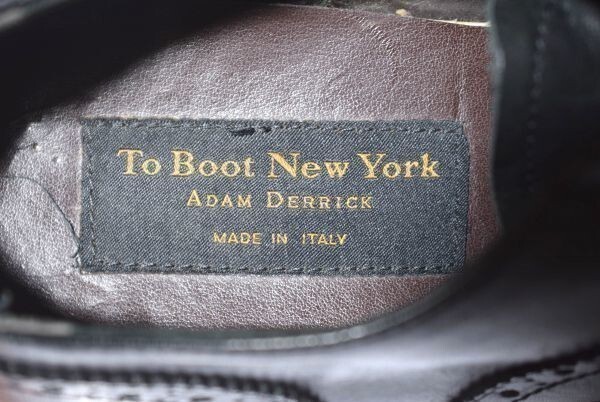 To Boot New York
ADAM DERRICK
MADE IN ITALY